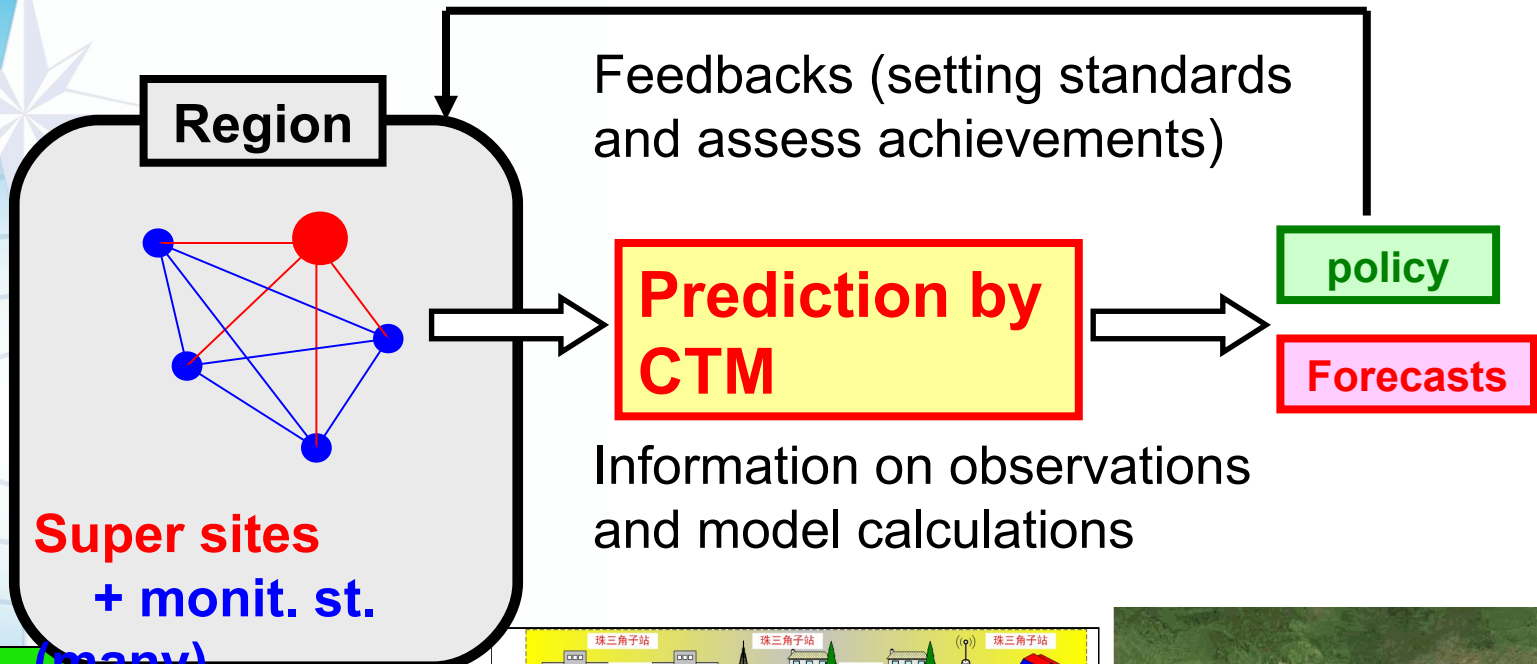 Region
Feedbacks (setting standards
and assess achievements)
Prediction by
CTM
policy
Forecasts
Information on observations
and model calculations
Super sites
+ monit. st.
(many)
珠三角子站
珠三角子站
珠三角子站